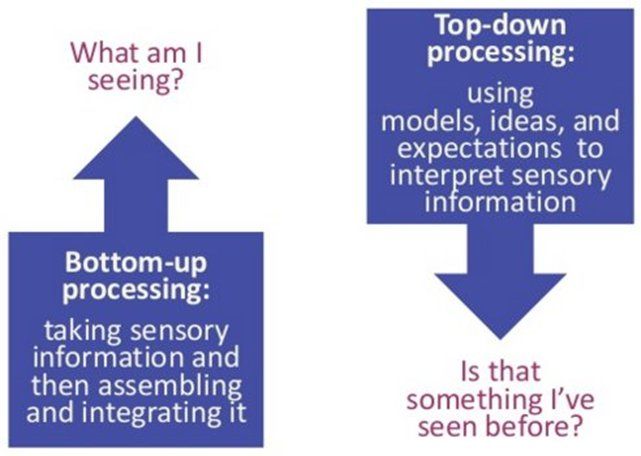 What am I
seeing?
Bottom-up
processing:
taking sensory
information and
then assembling
and integrating it
Top-down
processing:
using
models, ideas, and
expectations to
interpret sensory
information
Is that
something I've
seen before?